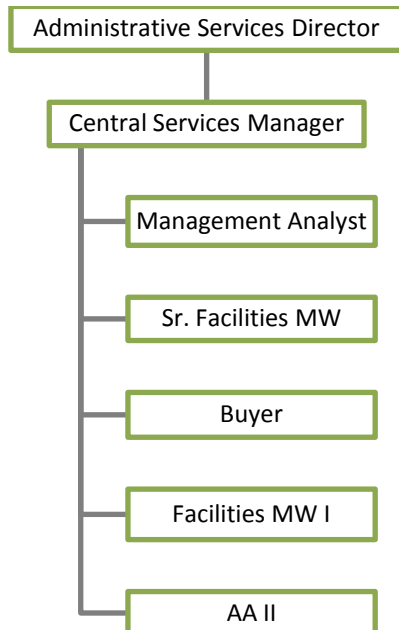 Administrative Services Director
Central Services Manager
Management Analyst
Sr. Facilities MW
Buyer
Facilities MW I
AA II